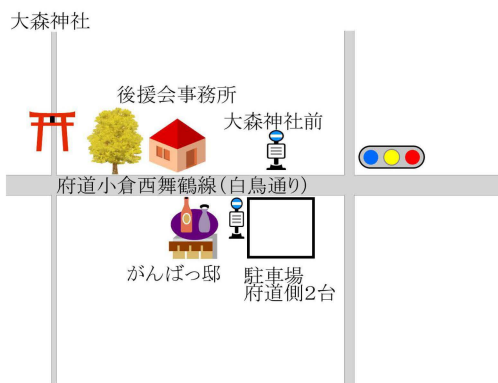 大森神社
後援会事務所
大森神社前
府道小倉西舞鶴線(白鳥通り)
がんばっ邸
駐車場
府道側2台